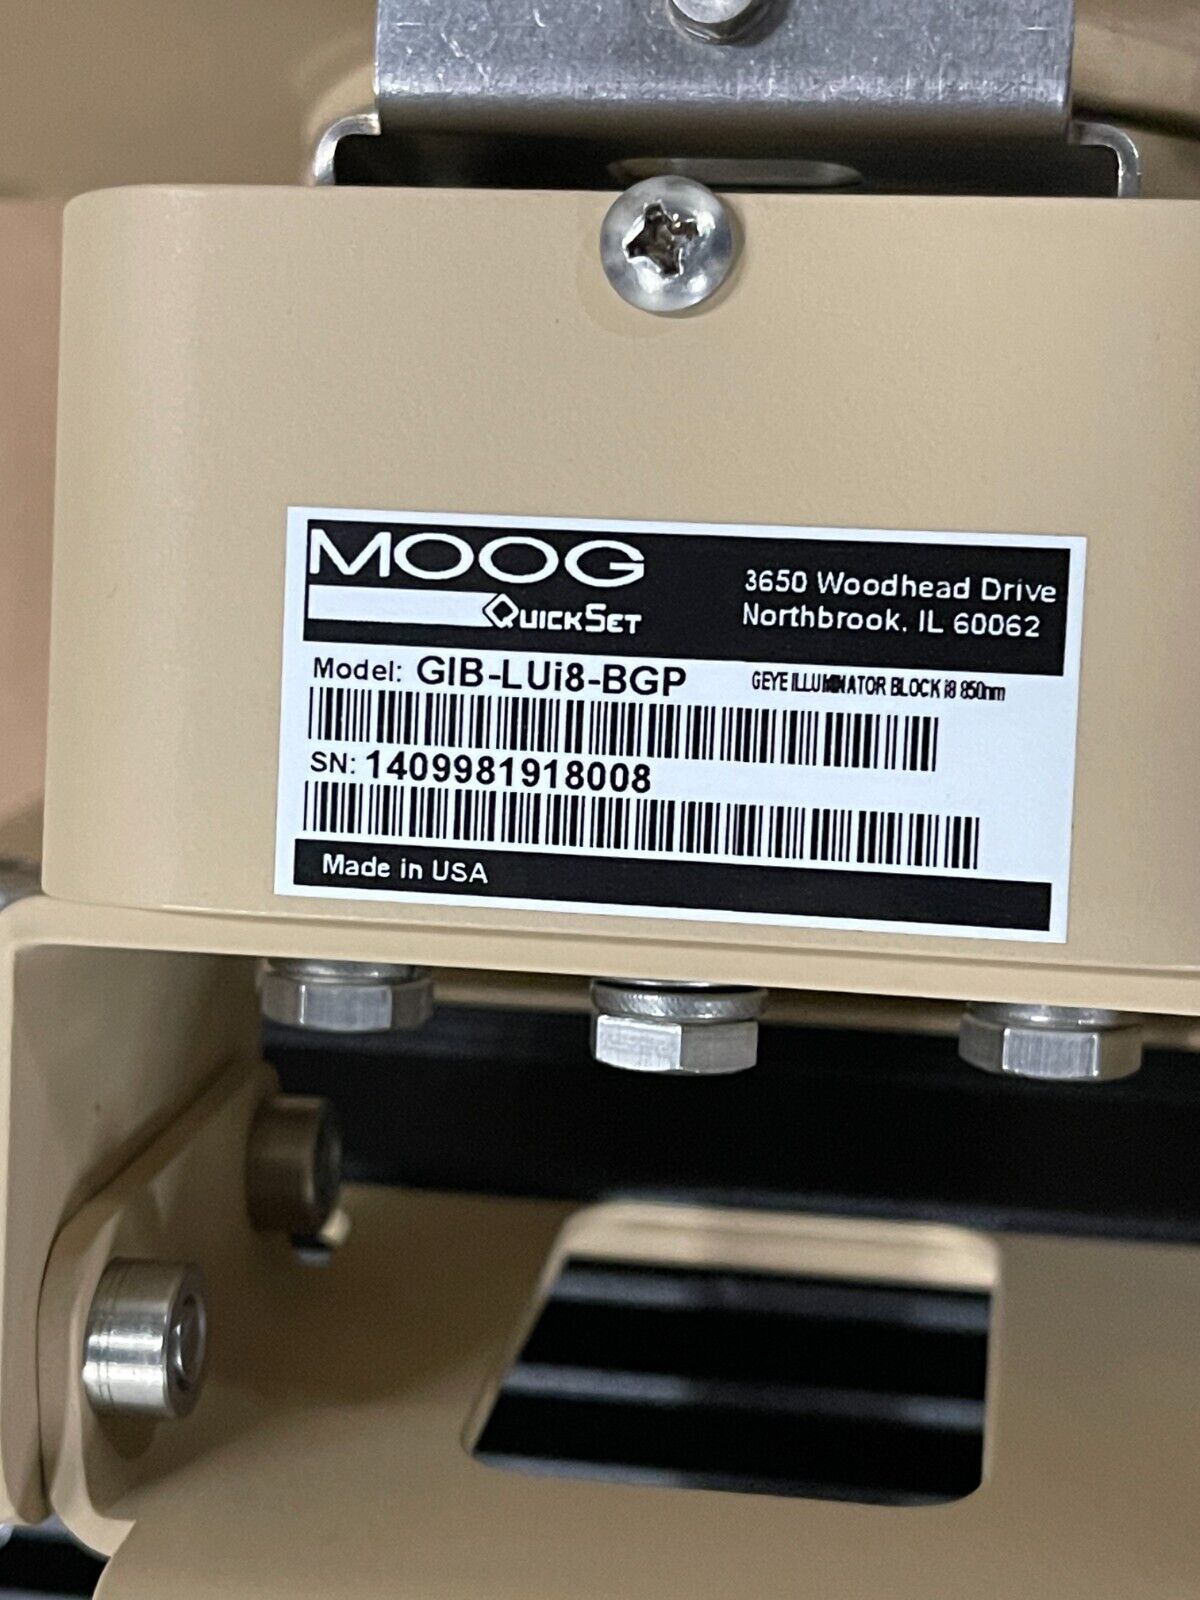 MOOG
QUICKSET
3650 Woodhead Drive
Northbrook, IL 60062
Model: GIB-LUi8-BGP
GEYE ILLUMINATOR BLOCK i8 850nm
SN: 1409981918008
Made in USA